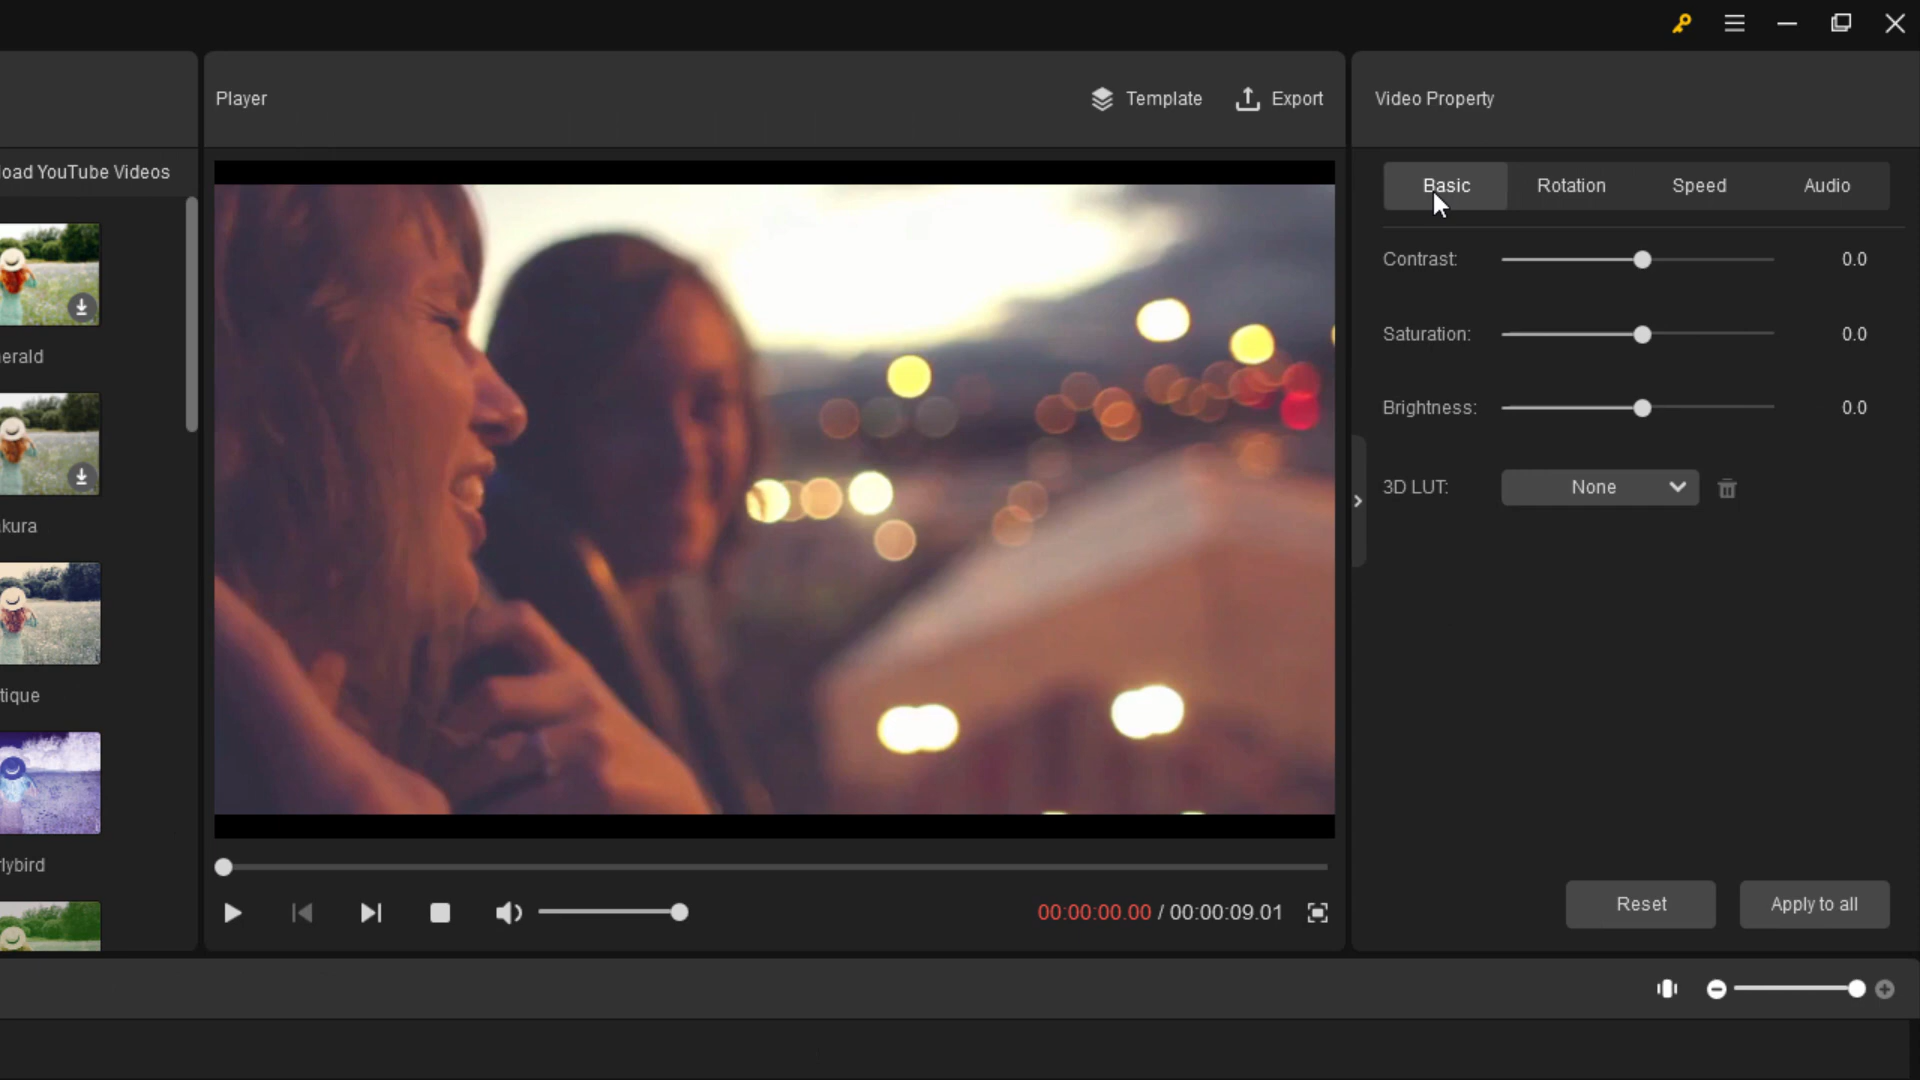 Player
Template
Export
Video Property
load YouTube Videos
Basic
Rotation
Speed
Audio
Contrast:
0.0
Saturation:
0.0
erald
Brightness:
0.0
3D LUT:
None
kura
tique
lybird
Reset
Apply to all
00:00:00.00 / 00:00:09.01